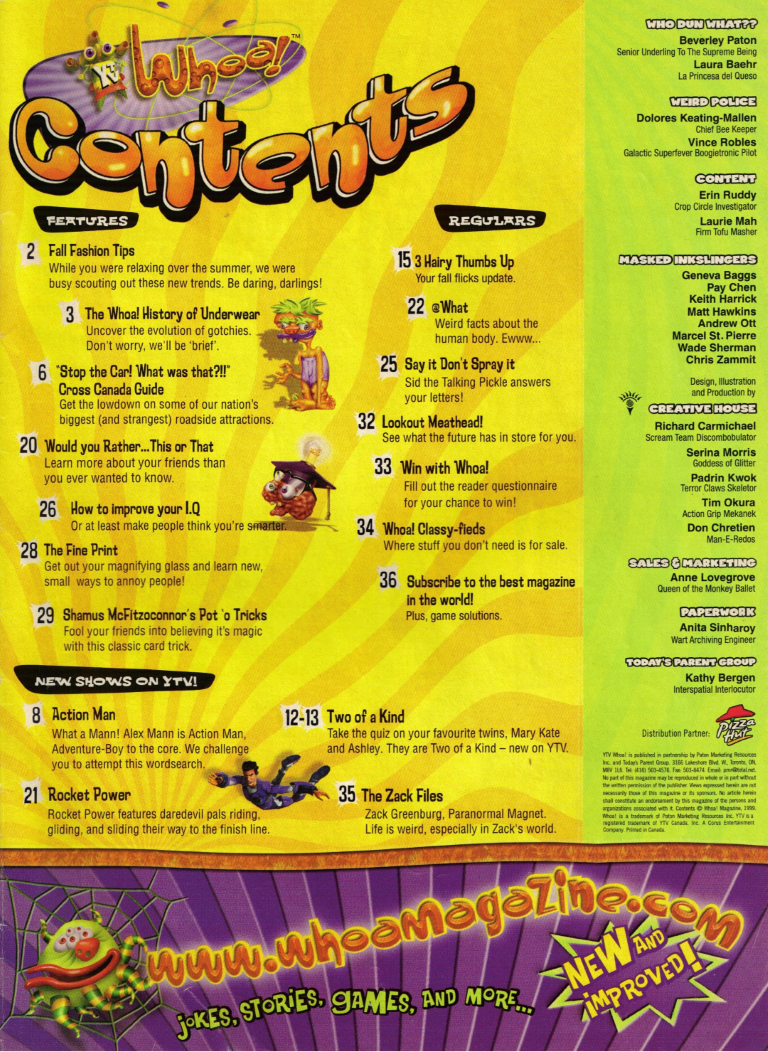 YTV Whoa!™
Contents
FEATURES
2 Fall Fashion Tips
While you were relaxing over the summer, we were
busy scouting out these new trends. Be daring, darlings!
3 The Whoa! History of Underwear
Uncover the evolution of gotchies.
Don't worry, we'll be 'brief'.
6 "Stop the Car! What was that?!!"
Cross Canada Guide
Get the lowdown on some of our nation's
biggest (and strangest) roadside attractions.
20 Would you Rather...This or That
Learn more about your friends than
you ever wanted to know.
26 How to improve your I.Q
Or at least make people think you're smarter.
28 The Fine Print
Get out your magnifying glass and learn new,
small ways to annoy people!
29 Shamus McFitzoconnor's Pot 'o Tricks
Fool your friends into believing it's magic
with this classic card trick.
REGULARS
15 3 Hairy Thumbs Up
Your fall flicks update.
22 @What
Weird facts about the
human body. Ewww...
25 Say it Don't Spray it
Sid the Talking Pickle answers
your letters!
32 Lookout Meathead!
See what the future has in store for you.
33 Win with Whoa!
Fill out the reader questionnaire
for your chance to win!
34 Whoa! Classy-fieds
Where stuff you don't need is for sale.
36 Subscribe to the best magazine
in the world!
Plus, game solutions.
NEW SHOWS ON YTV!
8 Action Man
What a Mann! Alex Mann is Action Man,
Adventure-Boy to the core. We challenge
you to attempt this wordsearch.
21 Rocket Power
Rocket Power features daredevil pals riding,
gliding, and sliding their way to the finish line.
12-13 Two of a Kind
Take the quiz on your favourite twins, Mary Kate
and Ashley. They are Two of a Kind – new on YTV.
35 The Zack Files
Zack Greenburg, Paranormal Magnet.
Life is weird, especially in Zack's world.
WHO DUN WHAT??
Beverley Paton
Senior Underling To The Supreme Being
Laura Baehr
La Princesa del Queso
WEIRD POLICE
Dolores Keating-Mallen
Chief Bee Keeper
Vince Robles
Galactic Superfever Boogietronic Pilot
CONTENT
Erin Ruddy
Crop Circle Investigator
Laurie Mah
Firm Tofu Masher
MASKED INKSLINGERS
Geneva Baggs
Pay Chen
Keith Harrick
Matt Hawkins
Andrew Ott
Marcel St. Pierre
Wade Sherman
Chris Zammit
Design, Illustration
and Production by
CREATIVE HOUSE
Richard Carmichael
Scream Team Discombobulator
Serina Morris
Goddess of Glitter
Padrin Kwok
Terror Claws Skeletor
Tim Okura
Action Grip Mekanek
Don Chretien
Man-E-Redos
SALES & MARKETING
Anne Lovegrove
Queen of the Monkey Ballet
PAPERWORK
Anita Sinharoy
Wart Archiving Engineer
TODAY'S PARENT GROUP
Kathy Bergen
Interspatial Interlocutor
Distribution Partner: Pizza Hut
YTV Whoa! is published in partnership by Paton Marketing Resources
Inc. and Today's Parent Group. 3106 Lakeshore Blvd. W., Toronto, ON,
M8V 1L6 Tel: (416) 503-4576, Fax: 503-4474 Email:
No part of this magazine may be reproduced in whole or in part without
the written permission of the publisher. Views expressed herein are not
necessarily those of this magazine or its sponsors. No article herein
shall constitute an endorsement by this magazine of the persons and
organizations associated with it. Contents © Whoa! Magazine, 1999.
Whoa! is a trademark of Paton Marketing Resources Inc. YTV is a
registered trademark of YTV Canada, Inc. A Corus Entertainment
Company. Printed in Canada.
www.whoamagazine.com
JOKES, STORIES, GAMES, AND MORE...
NEW AND
IMPROVED!